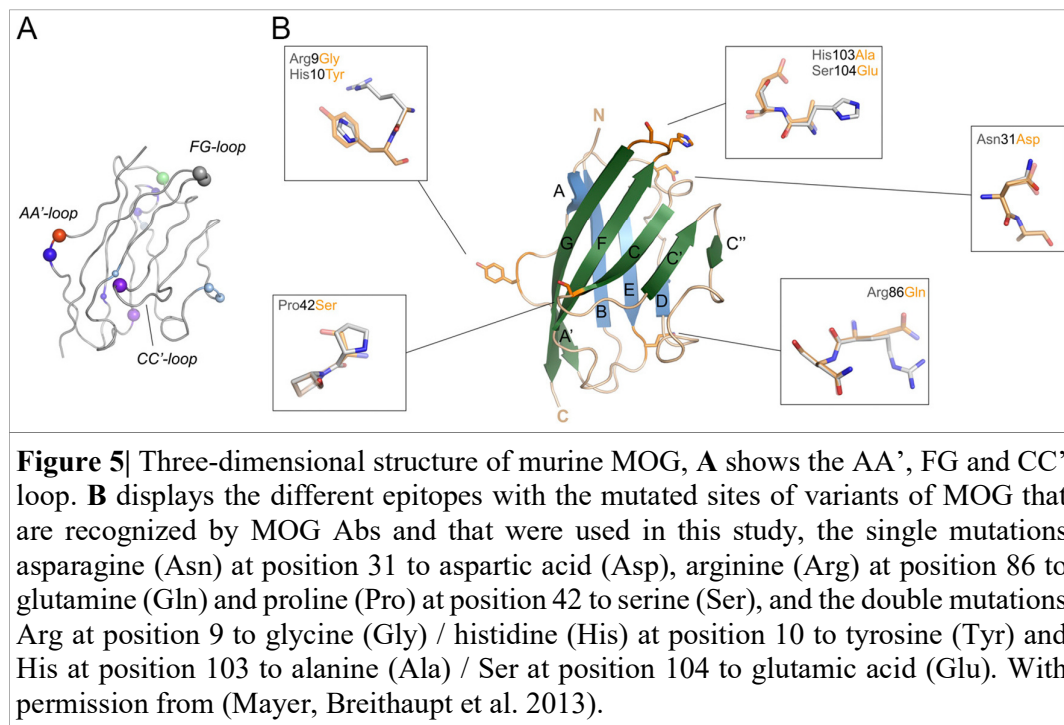 A
B
FG-loop
AA'-loop
CC'-loop
Arg9Gly
His10Tyr
His103Ala
Ser104Glu
Asn31Asp
Pro42Ser
Arg86Gln
N
A
G
F
C
C'
C''
E
B
D
A'
C
Figure 5| Three-dimensional structure of murine MOG, A shows the AA’, FG and CC’
loop. B displays the different epitopes with the mutated sites of variants of MOG that
are recognized by MOG Abs and that were used in this study, the single mutations
asparagine (Asn) at position 31 to aspartic acid (Asp), arginine (Arg) at position 86 to
glutamine (Gln) and proline (Pro) at position 42 to serine (Ser), and the double mutations
Arg at position 9 to glycine (Gly) / histidine (His) at position 10 to tyrosine (Tyr) and
His at position 103 to alanine (Ala) / Ser at position 104 to glutamic acid (Glu). With
permission from (Mayer, Breithaupt et al. 2013).